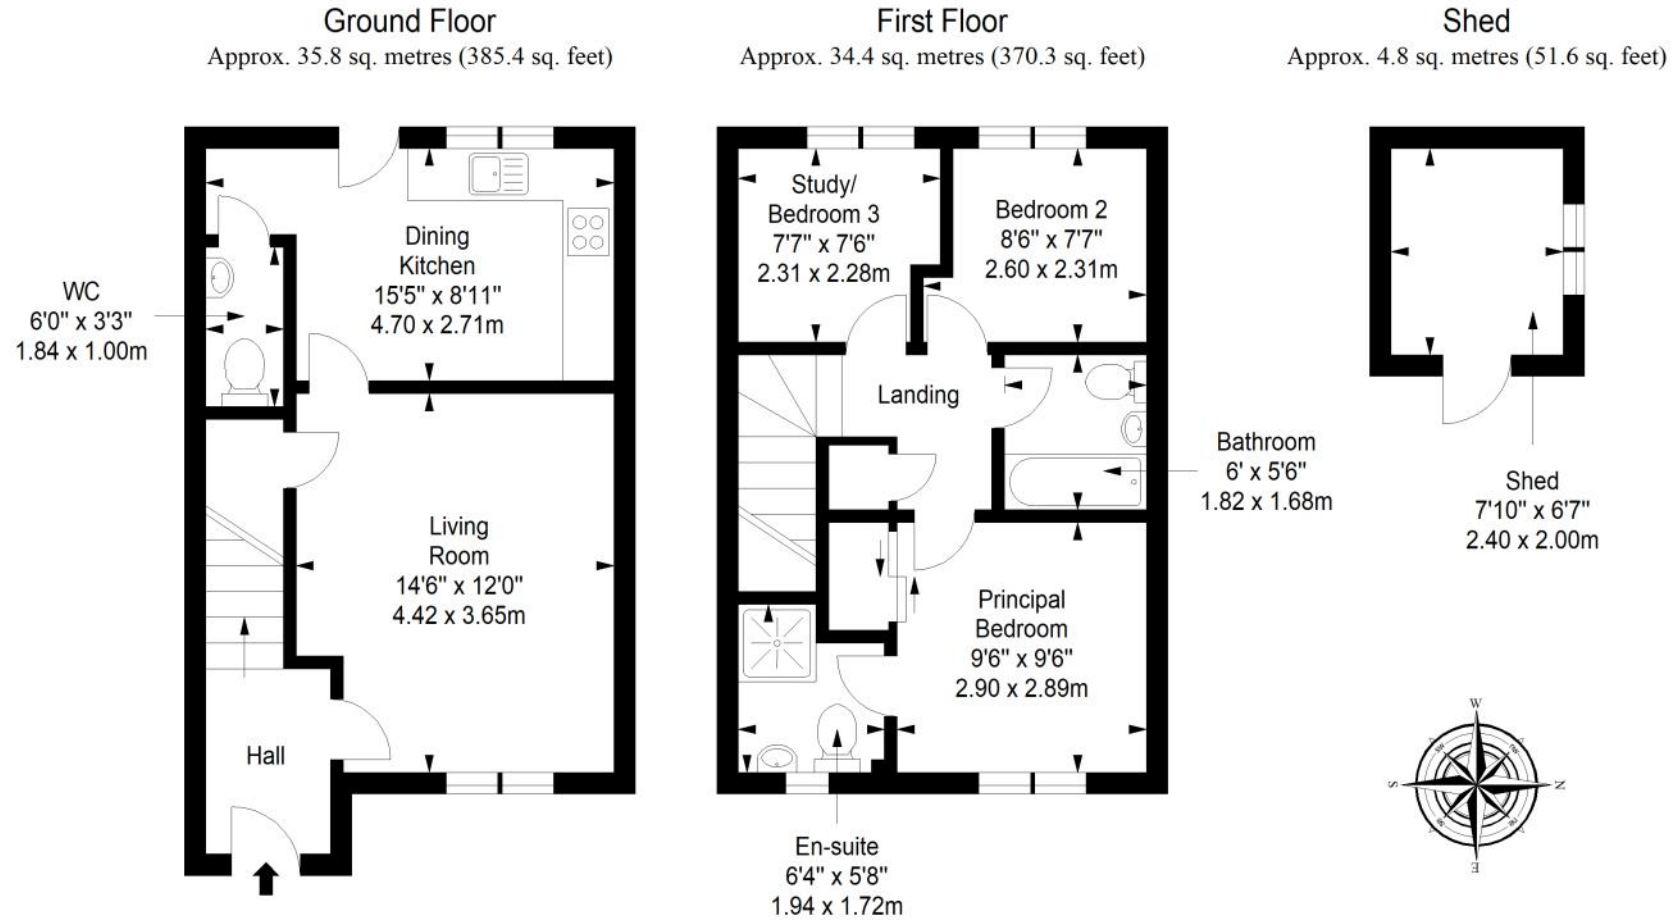 Ground Floor
Approx. 35.8 sq. metres (385.4 sq. feet)
First Floor
Approx. 34.4 sq. metres (370.3 sq. feet)
Shed
Approx. 4.8 sq. metres (51.6 sq. feet)
WC
6'0" x 3'3"
1.84 x 1.00m
Dining
Kitchen
15'5" x 8'11"
4.70 x 2.71m
Living
Room
14'6" x 12'0"
4.42 x 3.65m
Hall
Study/
Bedroom 3
7'7" x 7'6"
2.31 x 2.28m
Bedroom 2
8'6" x 7'7"
2.60 x 2.31m
Landing
Bathroom
6' x 5'6"
1.82 x 1.68m
Principal
Bedroom
9'6" x 9'6"
2.90 x 2.89m
En-suite
6'4" x 5'8"
1.94 x 1.72m
Shed
7'10" x 6'7"
2.40 x 2.00m
W
S
N
E